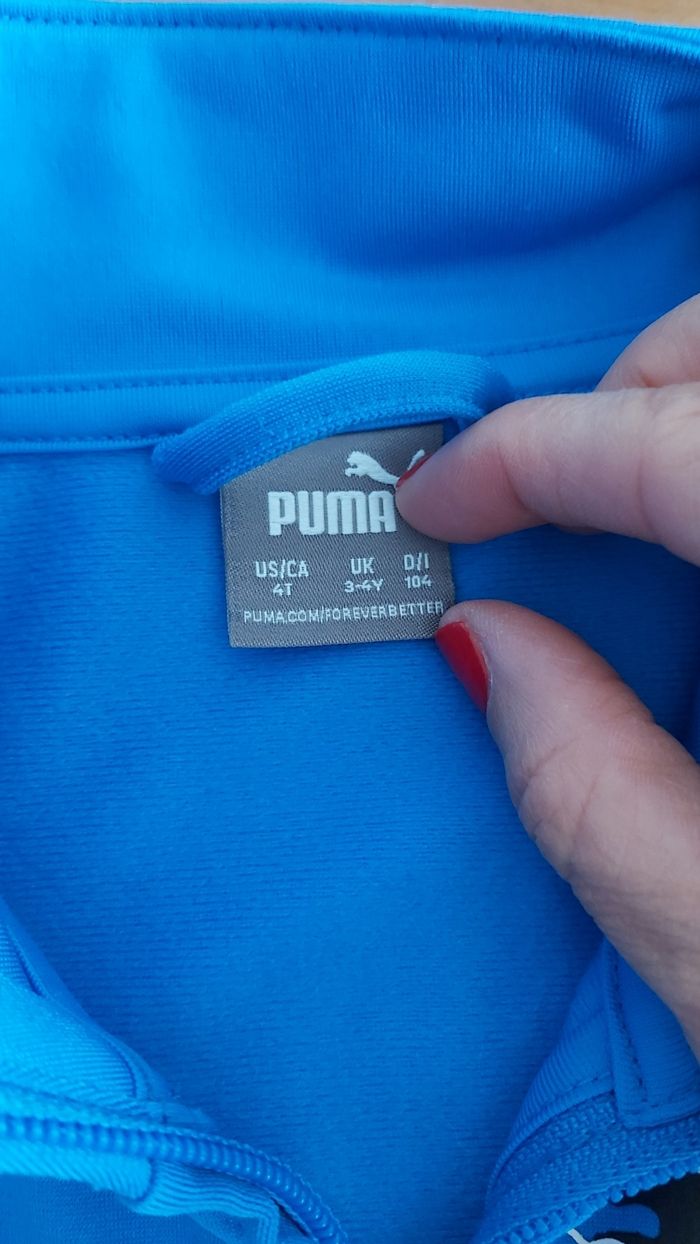 PUMA
US/CA UK D/I
4T 3-4Y 104
PUMA.COM/FOREVERBETTER